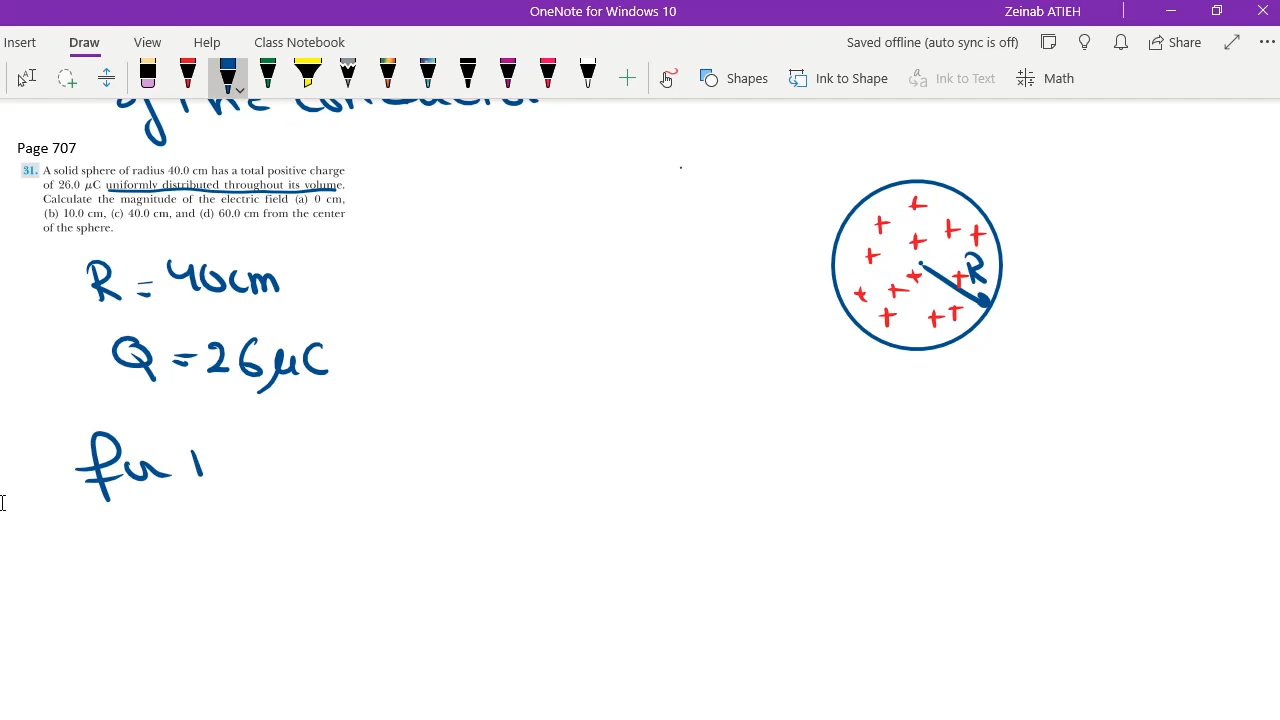 OneNote for Windows 10
Zeinab ATIEH
Insert Draw View Help Class Notebook Saved offline (auto sync is off) Share
Shapes Ink to Shape Ink to Text Math
of the conductor
Page 707
31. A solid sphere of radius 40.0 cm has a total positive charge
of 26.0 μC uniformly distributed throughout its volume.
Calculate the magnitude of the electric field (a) 0 cm,
(b) 10.0 cm, (c) 40.0 cm, and (d) 60.0 cm from the center
of the sphere.
R = 40cm
Q = 26μC
for
R